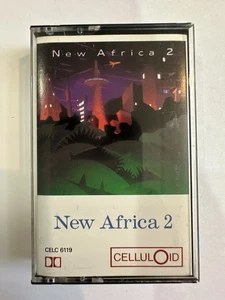 New Africa 2
New Africa 2
CELC 6119
CELLULOID